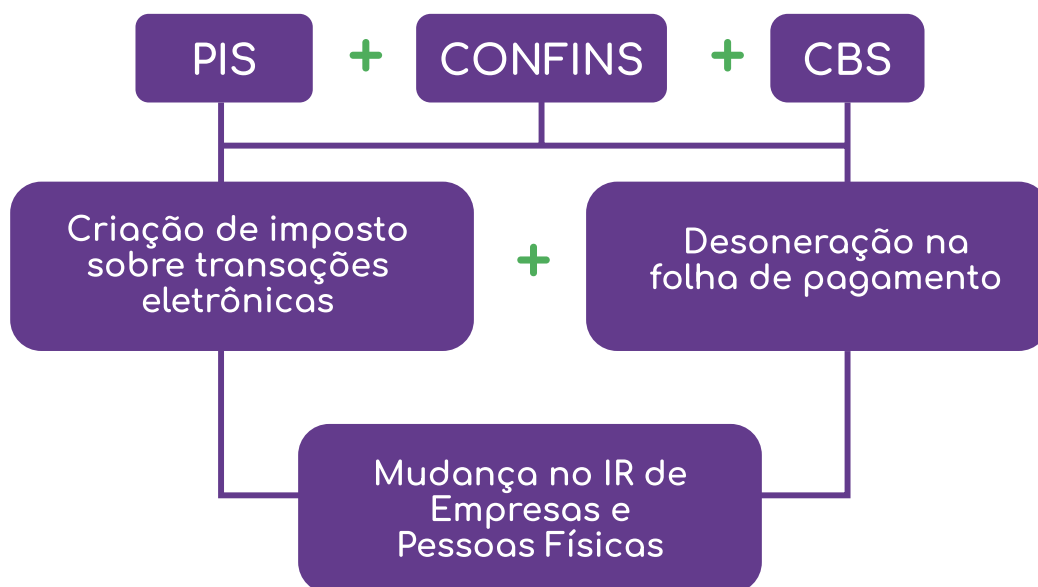 PIS + CONFINS + CBS
Criação de imposto
sobre transações
eletrônicas
+
Desoneração na
folha de pagamento
Mudança no IR de
Empresas e
Pessoas Físicas